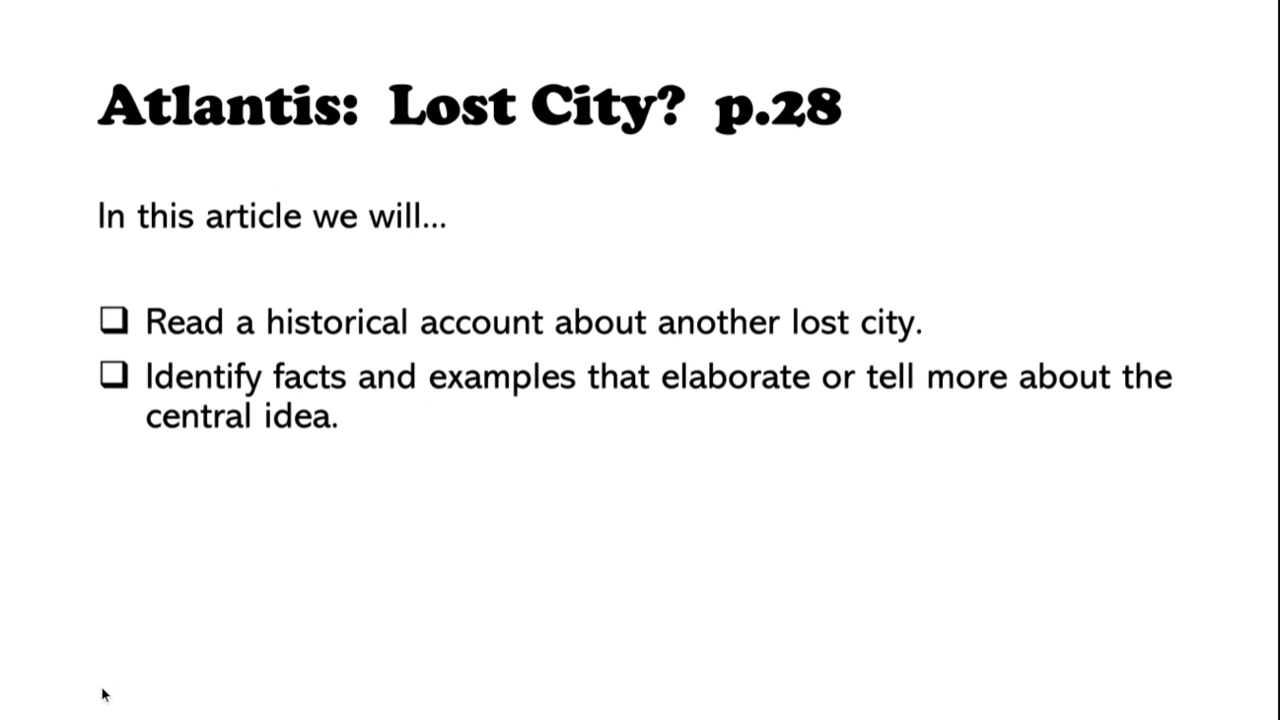 Atlantis: Lost City? p.28
In this article we will...
❑ Read a historical account about another lost city.
❑ Identify facts and examples that elaborate or tell more about the
central idea.